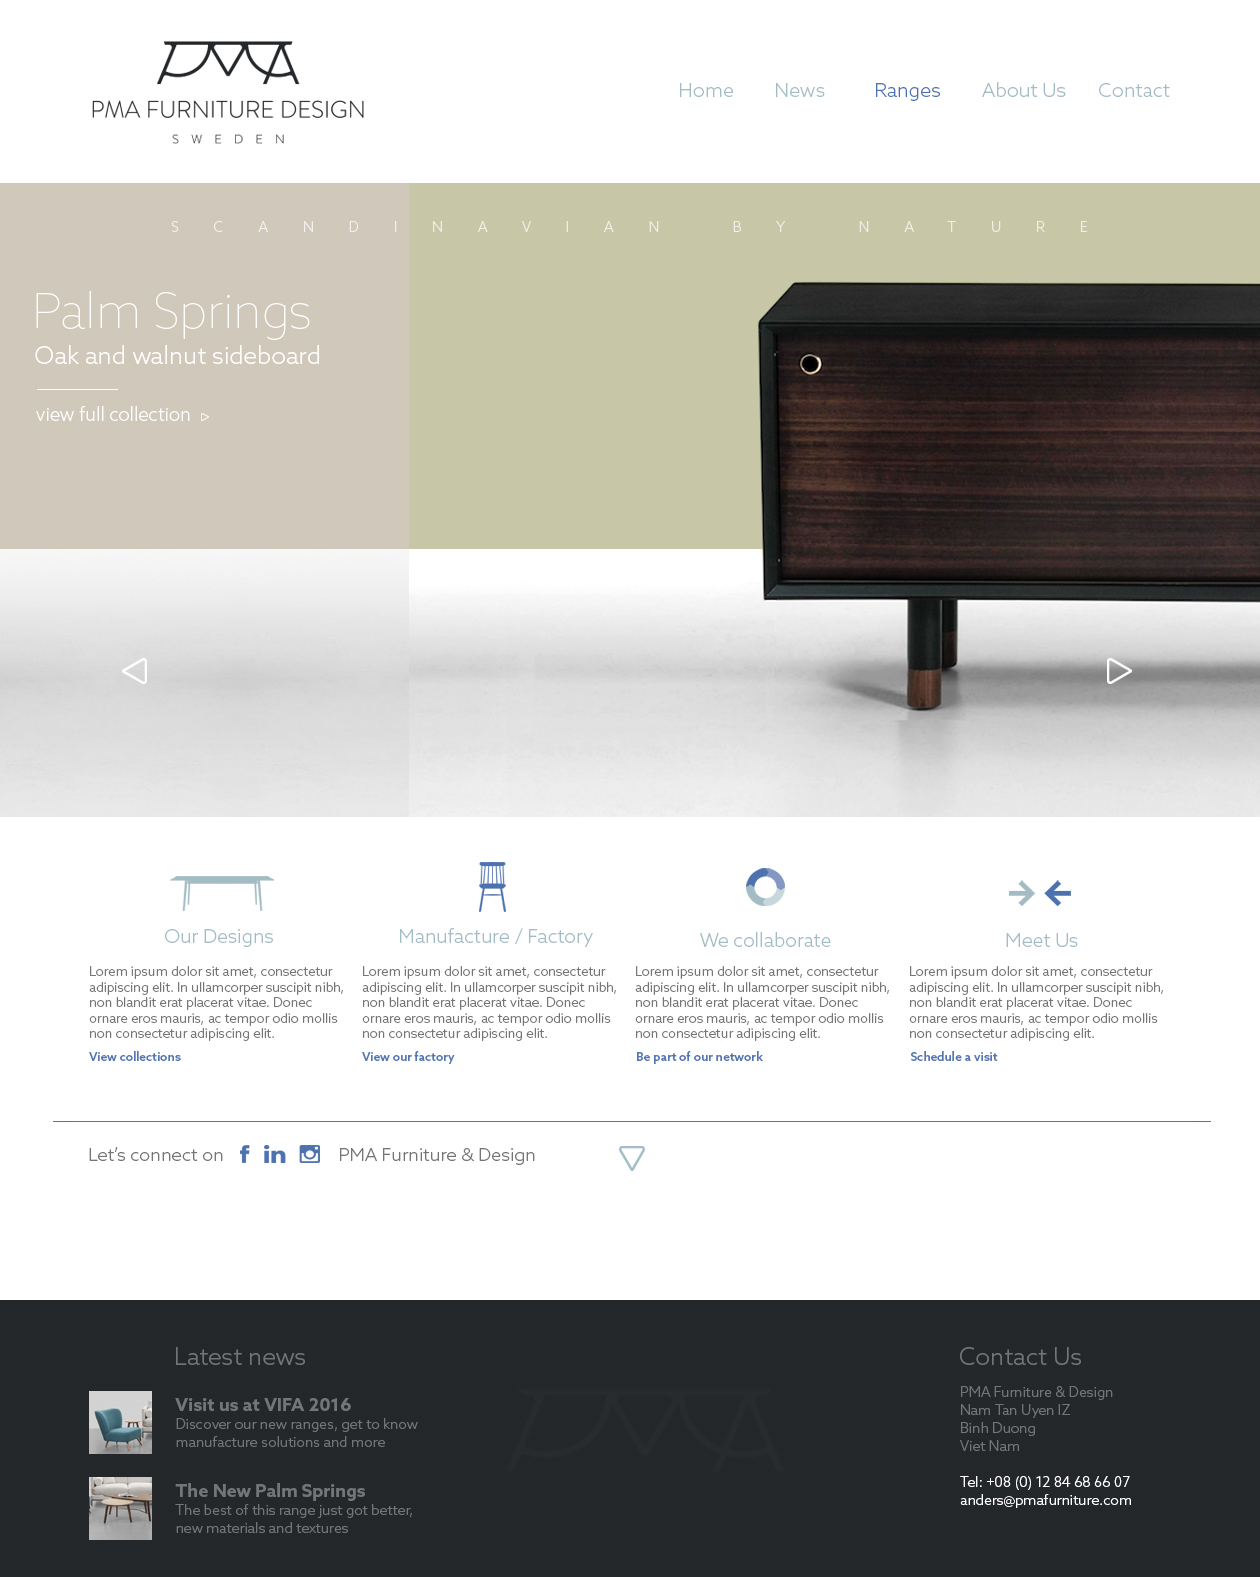 PMA
PMA FURNITURE DESIGN
SWEDEN
Home News Ranges About Us Contact
SCANDINAVIAN BY NATURE
Palm Springs
Oak and walnut sideboard
view full collection
Our Designs
Lorem ipsum dolor sit amet, consectetur
adipiscing elit. In ullamcorper suscipit nibh,
non blandit erat placerat vitae. Donec
ornare eros mauris, ac tempor odio mollis
non consectetur adipiscing elit.
View collections
Manufacture / Factory
Lorem ipsum dolor sit amet, consectetur
adipiscing elit. In ullamcorper suscipit nibh,
non blandit erat placerat vitae. Donec
ornare eros mauris, ac tempor odio mollis
non consectetur adipiscing elit.
View our factory
We collaborate
Lorem ipsum dolor sit amet, consectetur
adipiscing elit. In ullamcorper suscipit nibh,
non blandit erat placerat vitae. Donec
ornare eros mauris, ac tempor odio mollis
non consectetur adipiscing elit.
Be part of our network
Meet Us
Lorem ipsum dolor sit amet, consectetur
adipiscing elit. In ullamcorper suscipit nibh,
non blandit erat placerat vitae. Donec
ornare eros mauris, ac tempor odio mollis
non consectetur adipiscing elit.
Schedule a visit
Let's connect on f in PMA Furniture & Design
Latest news
Visit us at VIFA 2016
Discover our new ranges, get to know
manufacture solutions and more
The New Palm Springs
The best of this range just got better,
new materials and textures
PMA
Contact Us
PMA Furniture & Design
Nam Tan Uyen IZ
Binh Duong
Viet Nam
Tel: +08 (0) 12 84 68 66 07
anders@pmafurniture.com